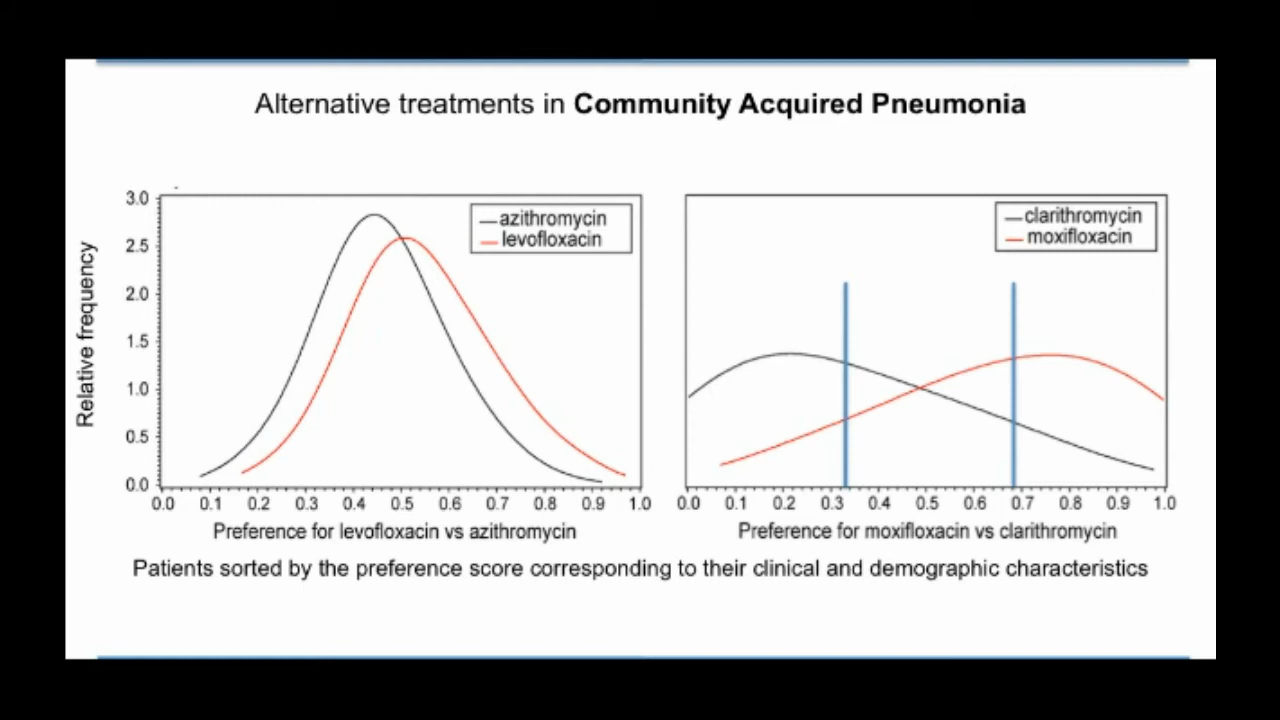 Alternative treatments in Community Acquired Pneumonia
Relative frequency
3.0
2.5
2.0
1.5
1.0
0.5
0.0
azithromycin
levofloxacin
0.0 0.1 0.2 0.3 0.4 0.5 0.6 0.7 0.8 0.9 1.0
Preference for levofloxacin vs azithromycin
clarithromycin
moxifloxacin
0.0 0.1 0.2 0.3 0.4 0.5 0.6 0.7 0.8 0.9 1.0
Preference for moxifloxacin vs clarithromycin
Patients sorted by the preference score corresponding to their clinical and demographic characteristics